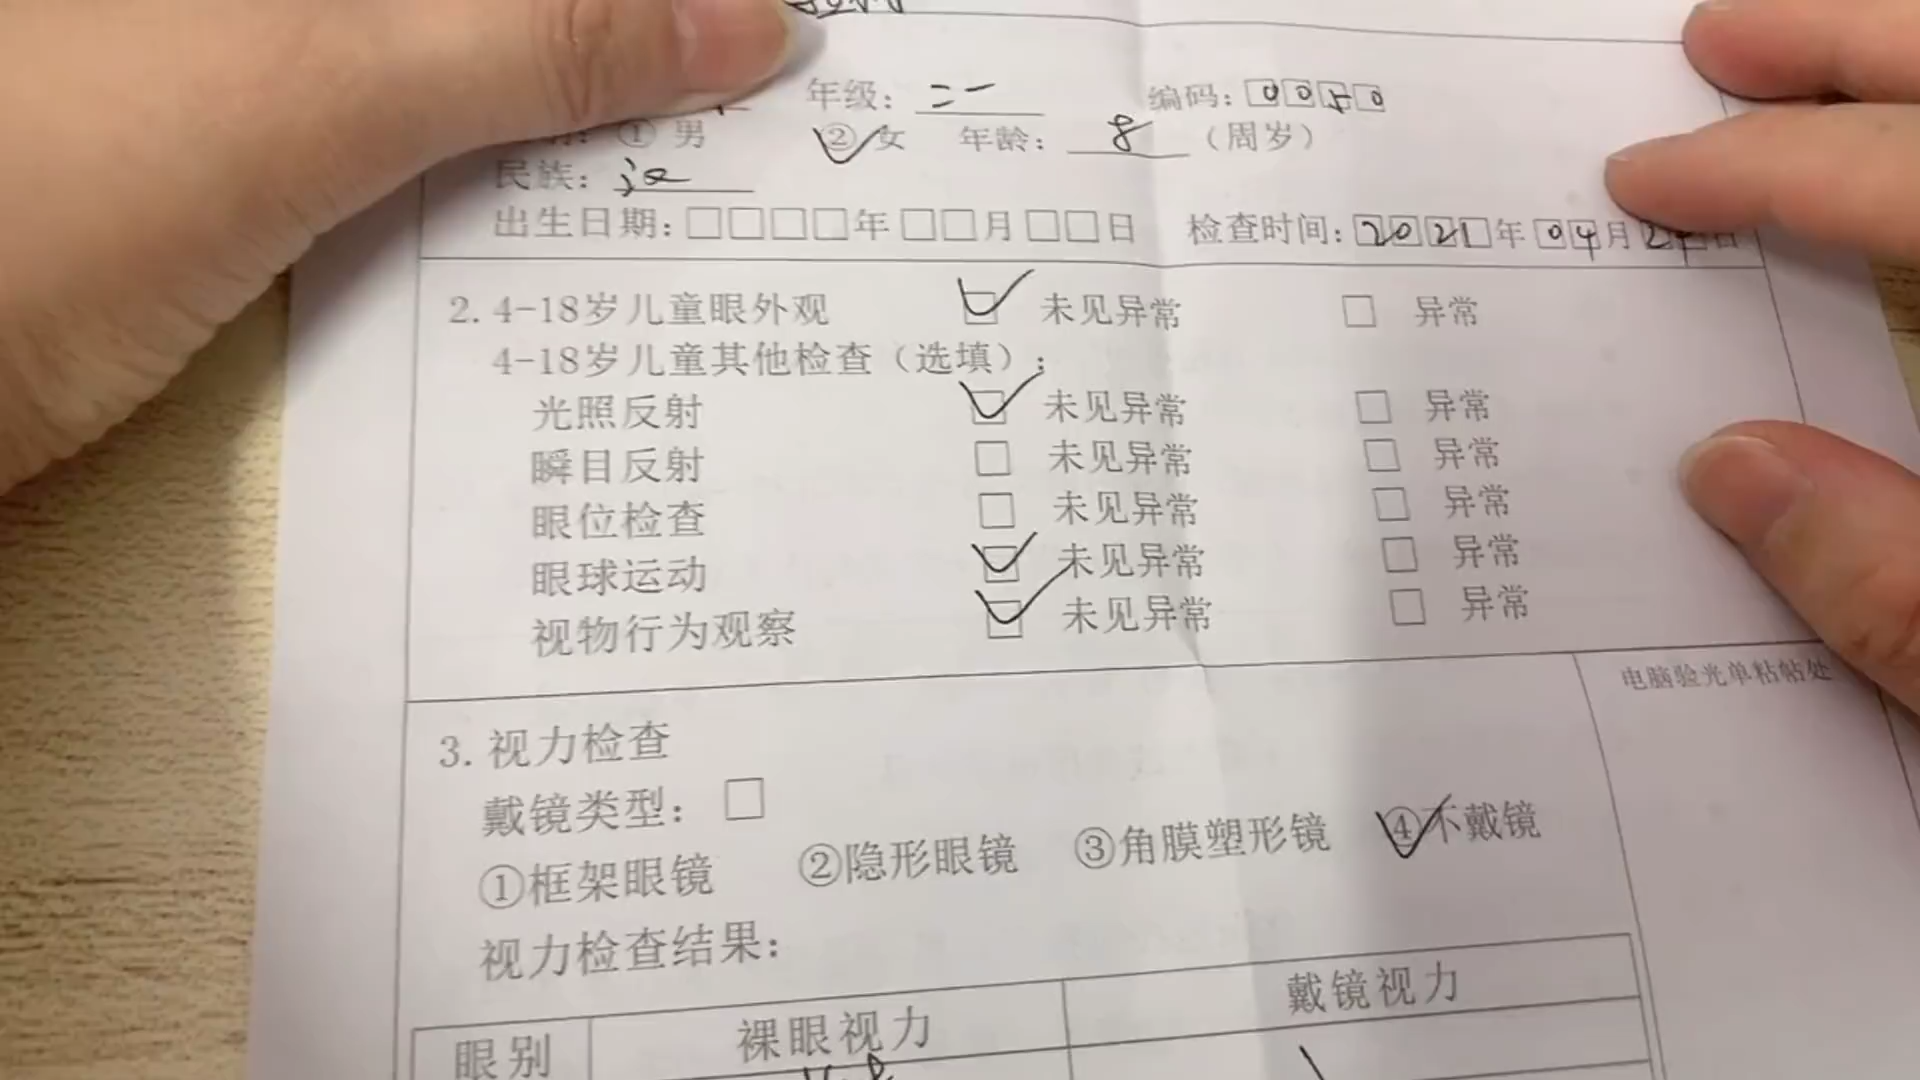 年级: 二一 编码: 0050
① 男 ② 女 年龄: 8 (周岁)
民族: 汉
出生日期: □□□□年□□月□□日 检查时间: 2021年04月24日
2. 4-18岁儿童眼外观 未见异常 □ 异常
4-18岁儿童其他检查(选填):
光照反射 未见异常 □ 异常
瞬目反射 □ 未见异常 □ 异常
眼位检查 □ 未见异常 □ 异常
眼球运动 未见异常 □ 异常
视物行为观察 未见异常 □ 异常
电脑验光单粘帖处
3. 视力检查
戴镜类型: □
①框架眼镜 ②隐形眼镜 ③角膜塑形镜 ④不戴镜
视力检查结果:
眼别 裸眼视力 戴镜视力